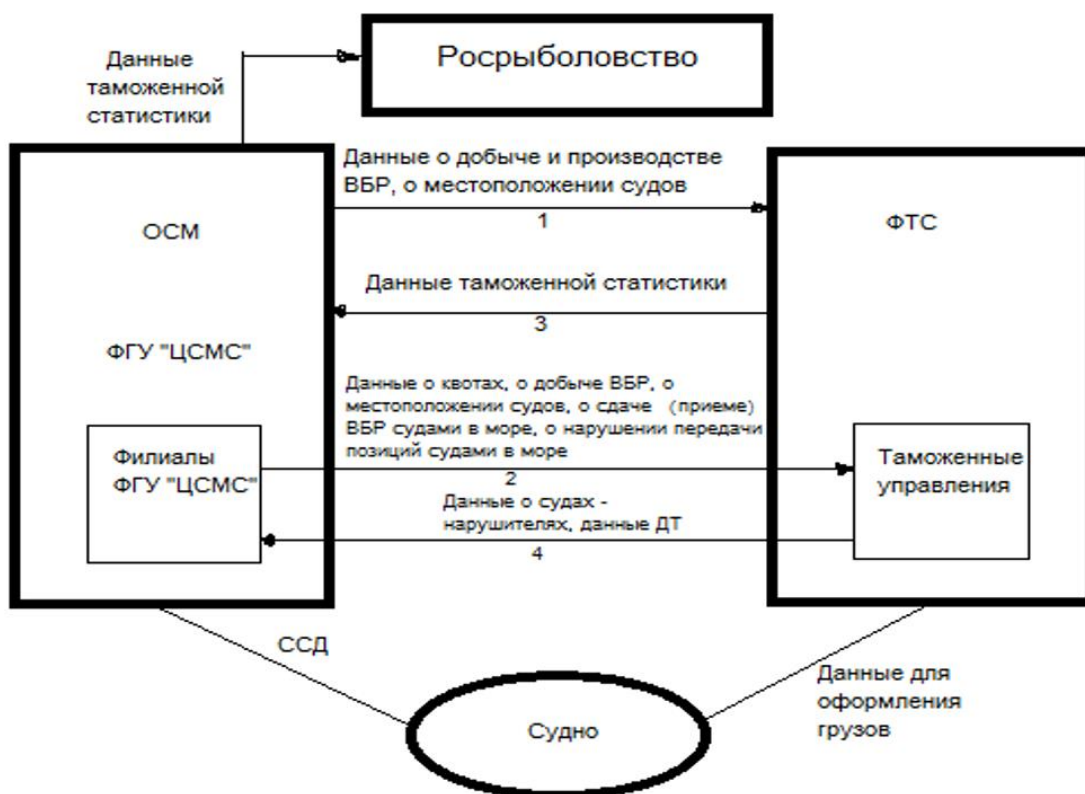 Росрыболовство
Данные
таможенной
статистики
Данные о добыче и производстве
ВБР, о местоположении судов
1
ОСМ
ФТС
Данные таможенной статистики
3
ФГУ "ЦСМС"
Данные о квотах, о добыче ВБР, о
местоположении судов, о сдаче (приеме)
ВБР судами в море, о нарушении передачи
позиций судами в море
2
Филиалы
ФГУ "ЦСМС"
Таможенные
управления
Данные о судах -
нарушителях, данные ДТ
4
ССД
Данные для
оформления
грузов
Судно